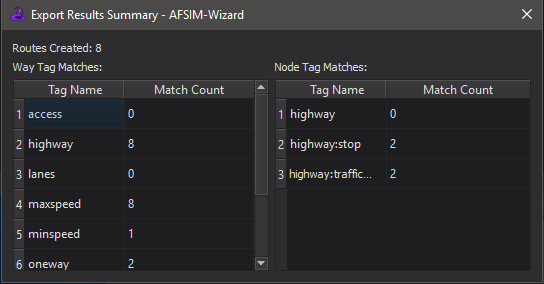 Export Results Summary - AFSIM-Wizard
Routes Created: 8
Way Tag Matches:
Tag Name Match Count
1 access 0
2 highway 8
3 lanes 0
4 maxspeed 8
5 minspeed 1
6 oneway 2
Node Tag Matches:
Tag Name Match Count
1 highway 0
2 highway:stop 2
3 highway:traffic... 2